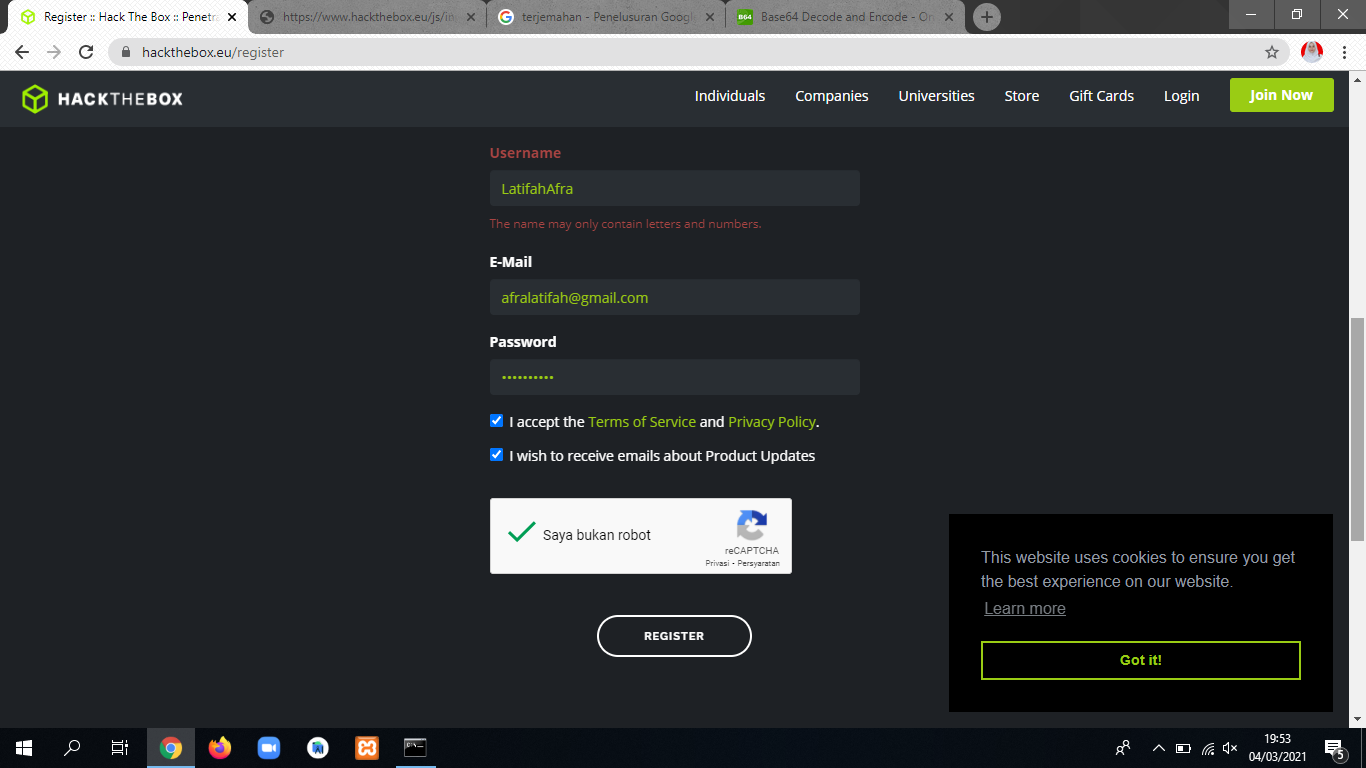 Register :: Hack The Box :: Penetra
https://www.hackthebox.eu/js/in
terjemahan - Penelusuran Google
Base64 Decode and Encode - On
hackthebox.eu/register
HACKTHEBOX
Individuals
Companies
Universities
Store
Gift Cards
Login
Join Now
Username
LatifahAfra
The name may only contain letters and numbers.
E-Mail
afralatifah@gmail.com
Password
I accept the Terms of Service and Privacy Policy.
I wish to receive emails about Product Updates
Saya bukan robot
reCAPTCHA
Privasi - Persyaratan
REGISTER
This website uses cookies to ensure you get
the best experience on our website.
Learn more
Got it!
19:53
04/03/2021
5